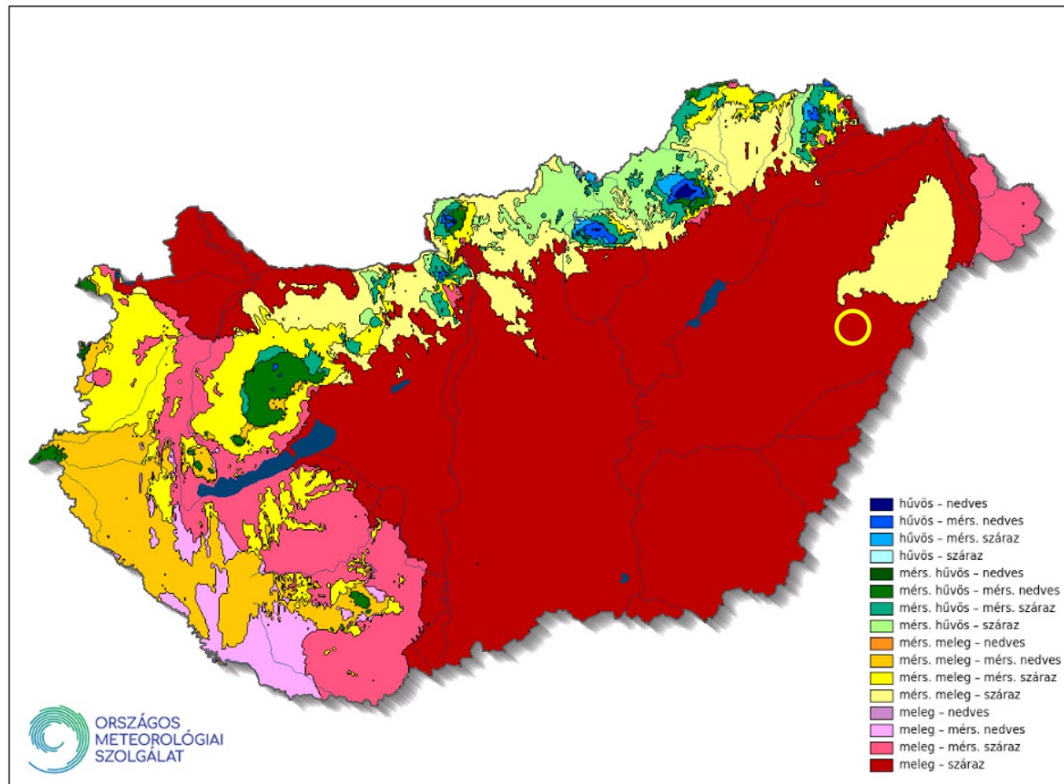 hűvös – nedves
hűvös – mérs. nedves
hűvös – mérs. száraz
hűvös – száraz
mérs. hűvös – nedves
mérs. hűvös – mérs. nedves
mérs. hűvös – mérs. száraz
mérs. hűvös – száraz
mérs. meleg – nedves
mérs. meleg – mérs. nedves
mérs. meleg – mérs. száraz
mérs. meleg – száraz
meleg – nedves
meleg – mérs. nedves
meleg – mérs. száraz
meleg – száraz
ORSZÁGOS
METEOROLÓGIAI
SZOLGÁLAT